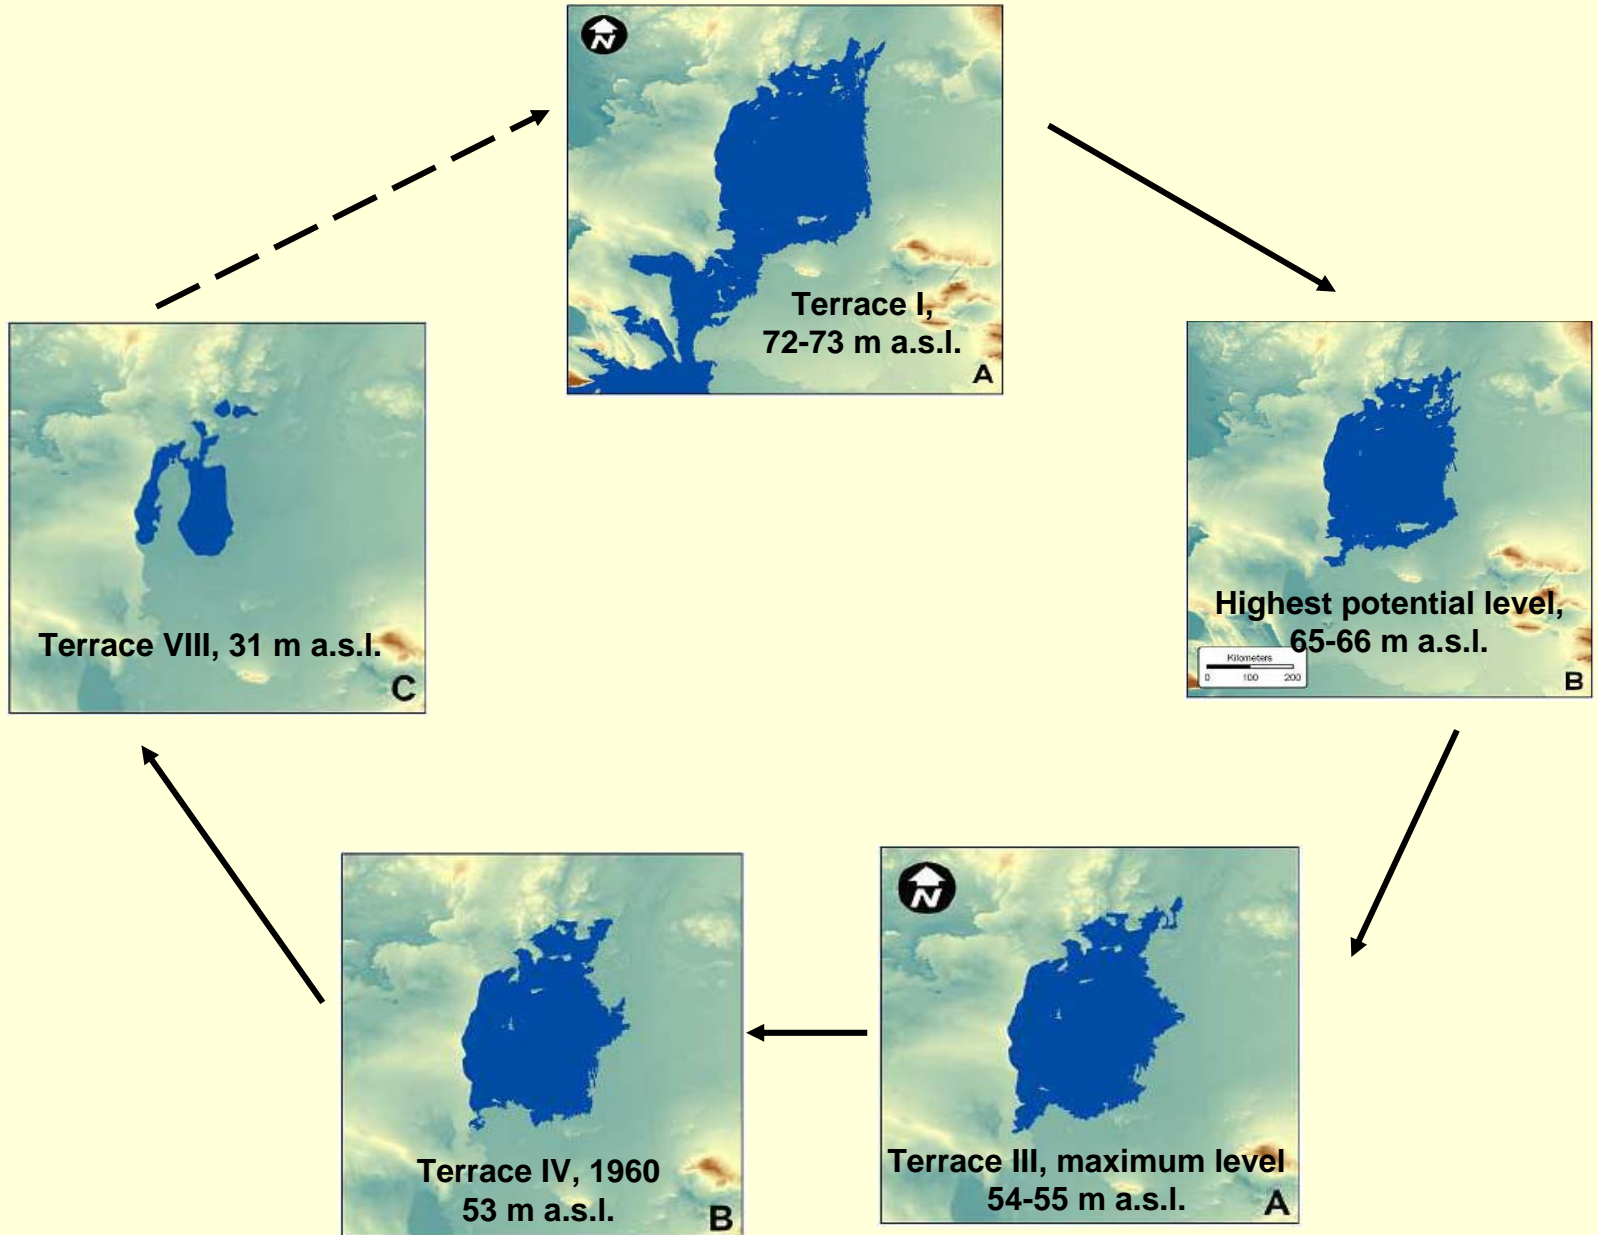 N
Terrace I,
72-73 m a.s.l.
A
Highest potential level,
65-66 m a.s.l.
Kilometers
0 100 200
B
N
Terrace III, maximum level
54-55 m a.s.l.
A
Terrace IV, 1960
53 m a.s.l.
B
Terrace VIII, 31 m a.s.l.
C